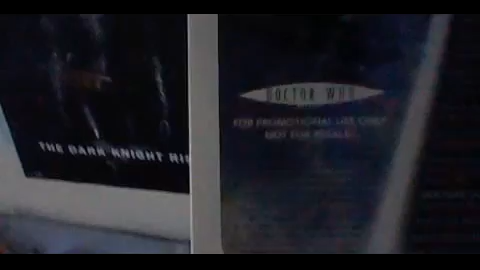 THE DARK KNIGHT RI
DOCTOR WHO
FOR PROMOTIONAL USE ONLY
NOT FOR RESALE